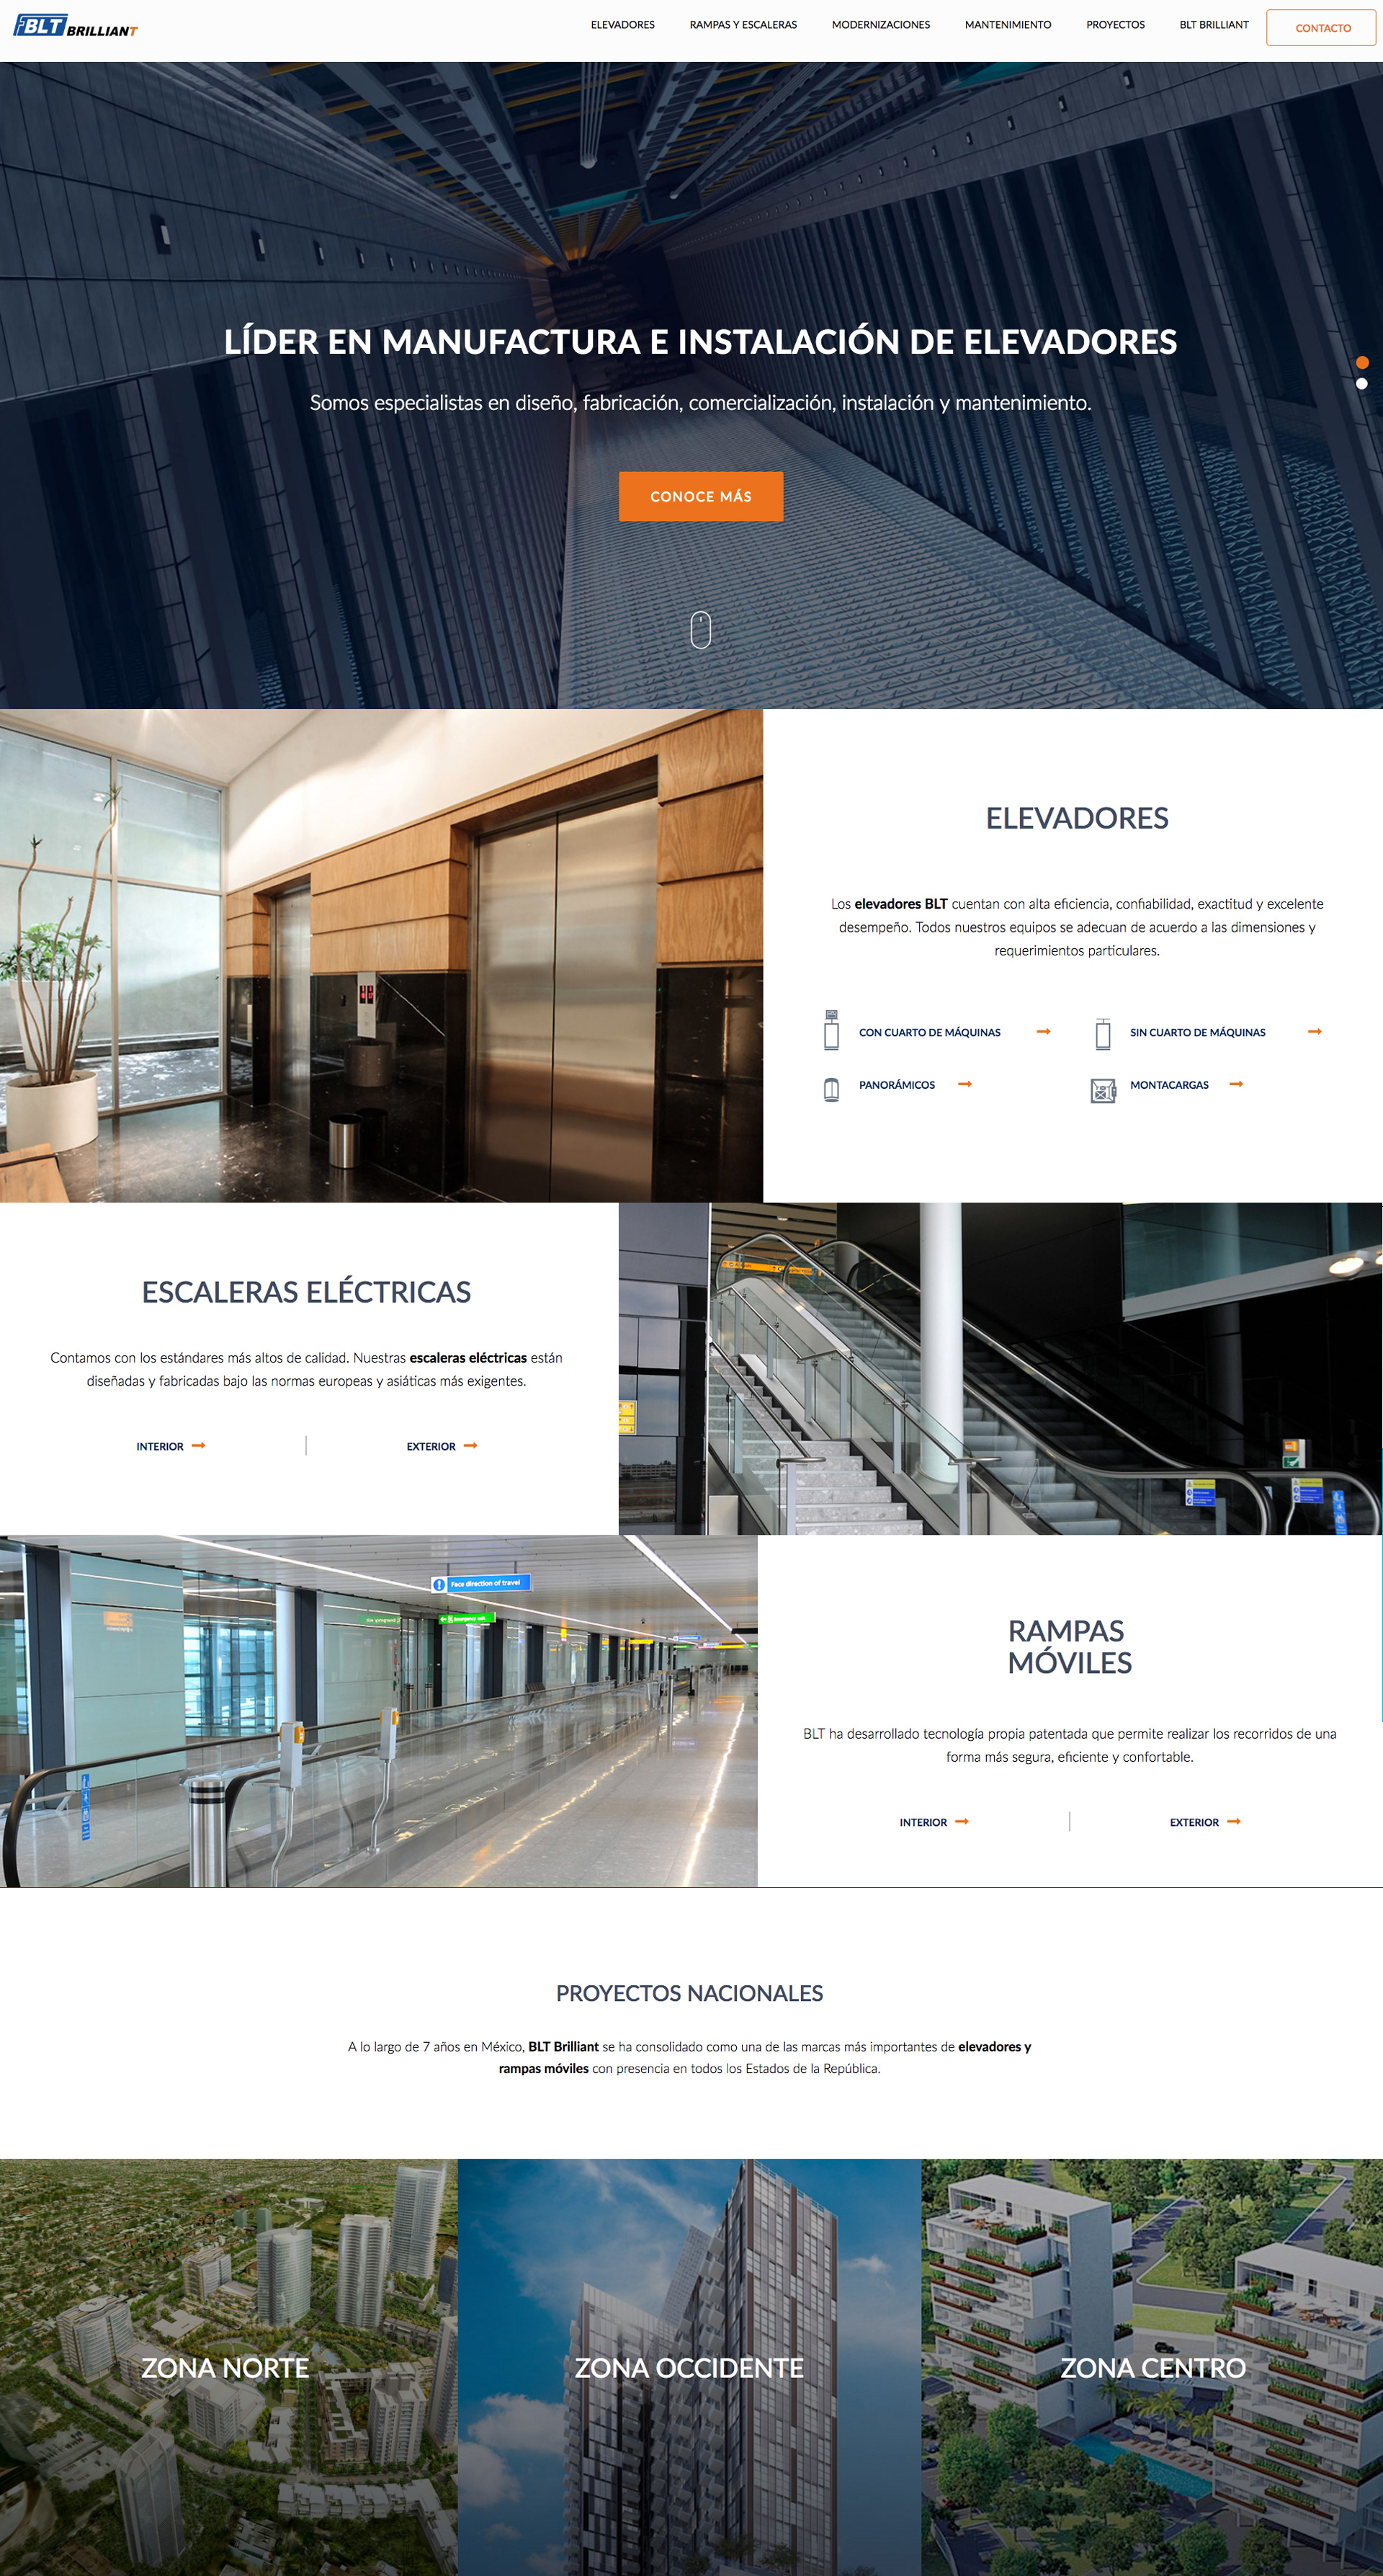 BLT BRILLIANT
ELEVADORES
RAMPAS Y ESCALERAS
MODERNIZACIONES
MANTENIMIENTO
PROYECTOS
BLT BRILLIANT
CONTACTO
LÍDER EN MANUFACTURA E INSTALACIÓN DE ELEVADORES
Somos especialistas en diseño, fabricación, comercialización, instalación y mantenimiento.
CONOCE MÁS
ELEVADORES
Los elevadores BLT cuentan con alta eficiencia, confiabilidad, exactitud y excelente
desempeño. Todos nuestros equipos se adecuan de acuerdo a las dimensiones y
requerimientos particulares.
CON CUARTO DE MÁQUINAS
SIN CUARTO DE MÁQUINAS
PANORÁMICOS
MONTACARGAS
ESCALERAS ELÉCTRICAS
Contamos con los estándares más altos de calidad. Nuestras escaleras eléctricas están
diseñadas y fabricadas bajo las normas europeas y asiáticas más exigentes.
INTERIOR
EXTERIOR
Face direction of travel
Emergency exit
RAMPAS
MÓVILES
BLT ha desarrollado tecnología propia patentada que permite realizar los recorridos de una
forma más segura, eficiente y confortable.
INTERIOR
EXTERIOR
PROYECTOS NACIONALES
A lo largo de 7 años en México, BLT Brilliant se ha consolidado como una de las marcas más importantes de elevadores y
rampas móviles con presencia en todos los Estados de la República.
ZONA NORTE
ZONA OCCIDENTE
ZONA CENTRO